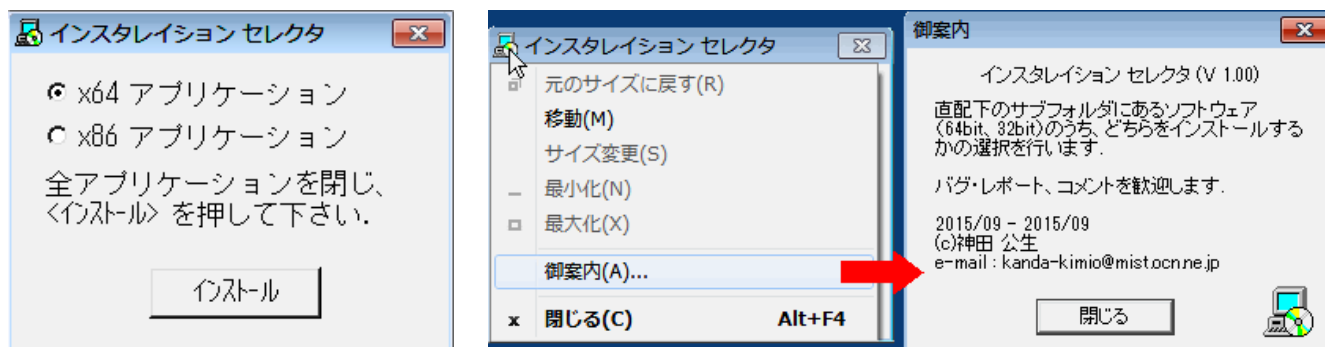 インスタレイション セレクタ
x64 アプリケーション
x86 アプリケーション
全アプリケーションを閉じ、
<インストール> を押して下さい.
インストール
インスタレイション セレクタ
元のサイズに戻す(R)
移動(M)
サイズ変更(S)
最小化(N)
最大化(X)
御案内(A)...
x 閉じる(C) Alt+F4
御案内
インスタレイション セレクタ (V 1.00)
直配下のサブフォルダにあるソフトウェア
(64bit、32bit)のうち、どちらをインストールする
かの選択を行います.
バグ・レポート、コメントを歓迎します.
2015/09 - 2015/09
(c)神田 公生
e-mail : kanda-kimio@mist.ocn.ne.jp
閉じる